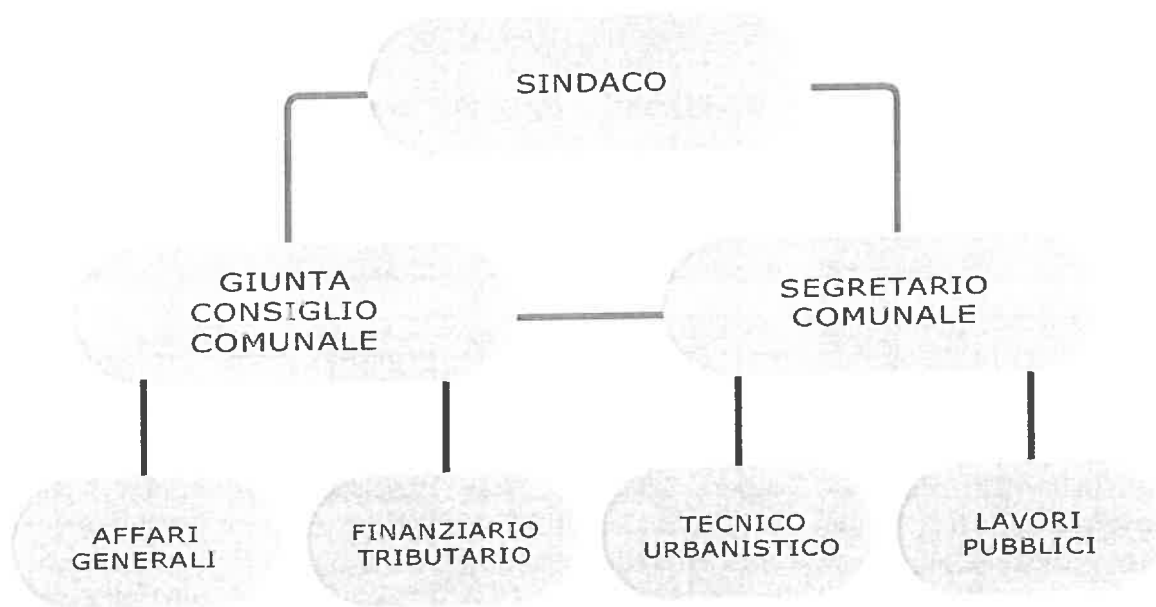 SINDACO
GIUNTA
CONSIGLIO
COMUNALE
SEGRETARIO
COMUNALE
AFFARI
GENERALI
FINANZIARIO
TRIBUTARIO
TECNICO
URBANISTICO
LAVORI
PUBBLICI